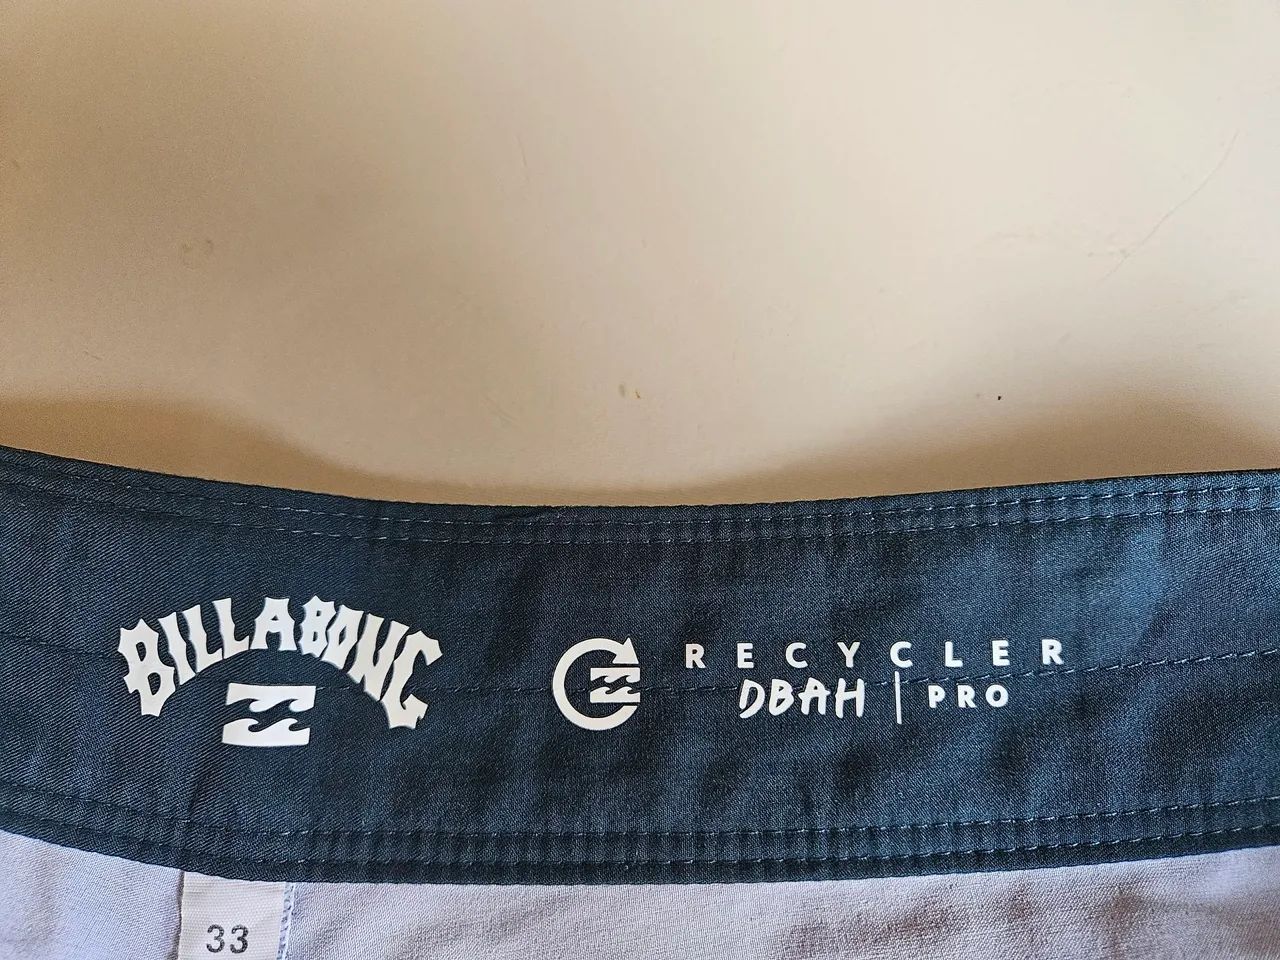 BILLABONG
RECYCLER
DBAH | PRO
33